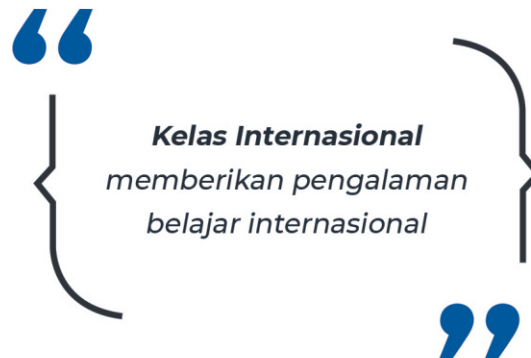 “
Kelas Internasional
memberikan pengalaman
belajar internasional
”